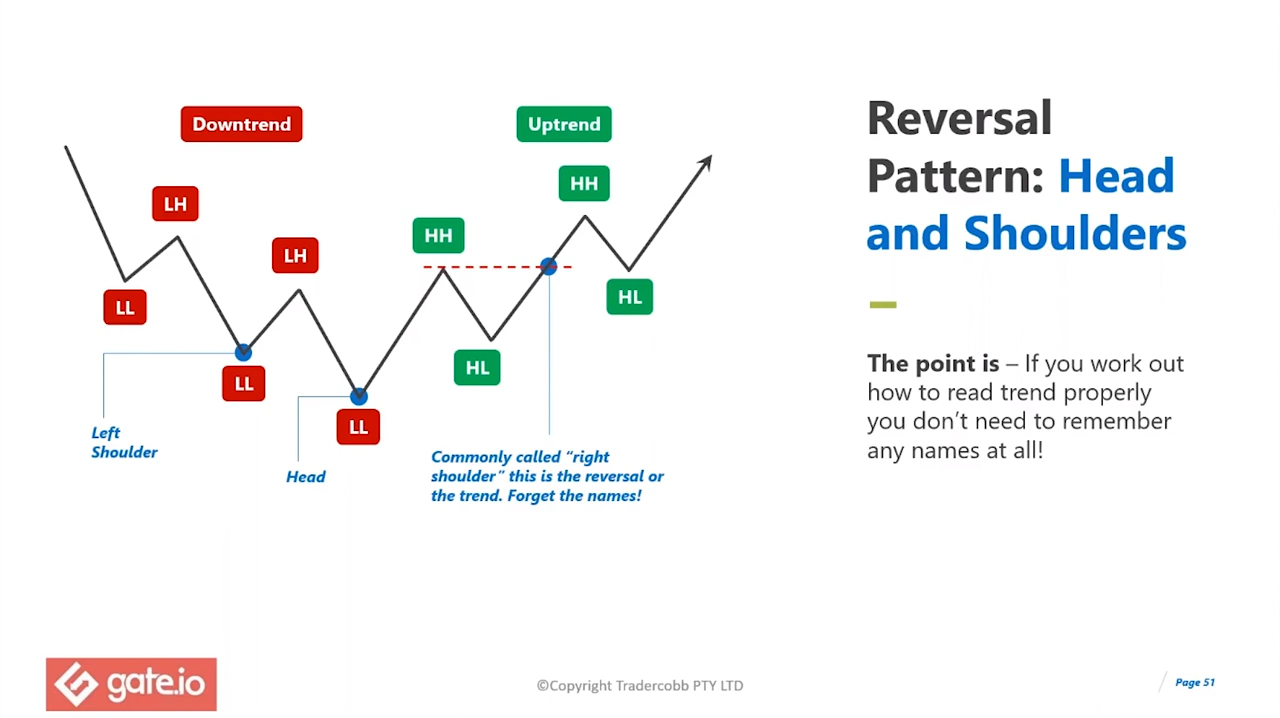 Downtrend
Uptrend
Reversal
Pattern: Head
and Shoulders
LH
HH
LH
HH
LL
HL
LL
HL
LL
Left
Shoulder
Head
Commonly called “right
shoulder” this is the reversal or
the trend. Forget the names!
The point is – If you work out
how to read trend properly
you don’t need to remember
any names at all!
gate.io
©Copyright Tradercobb PTY LTD
Page 51